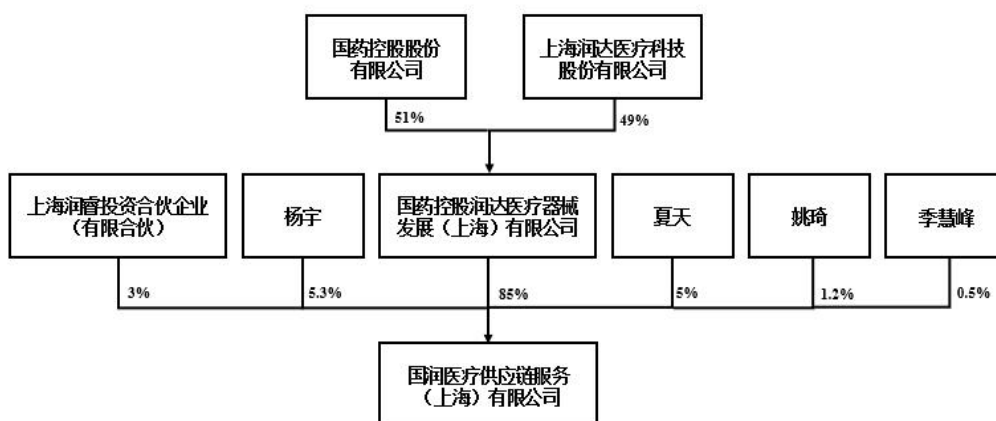 国药控股股份
有限公司
上海润达医疗科技
股份有限公司
51%
49%
上海润睿投资合伙企业
（有限合伙）
杨宇
国药控股润达医疗器械
发展（上海）有限公司
夏天
姚琦
季慧峰
3%
5.3%
85%
5%
1.2%
0.5%
国润医疗供应链服务
（上海）有限公司